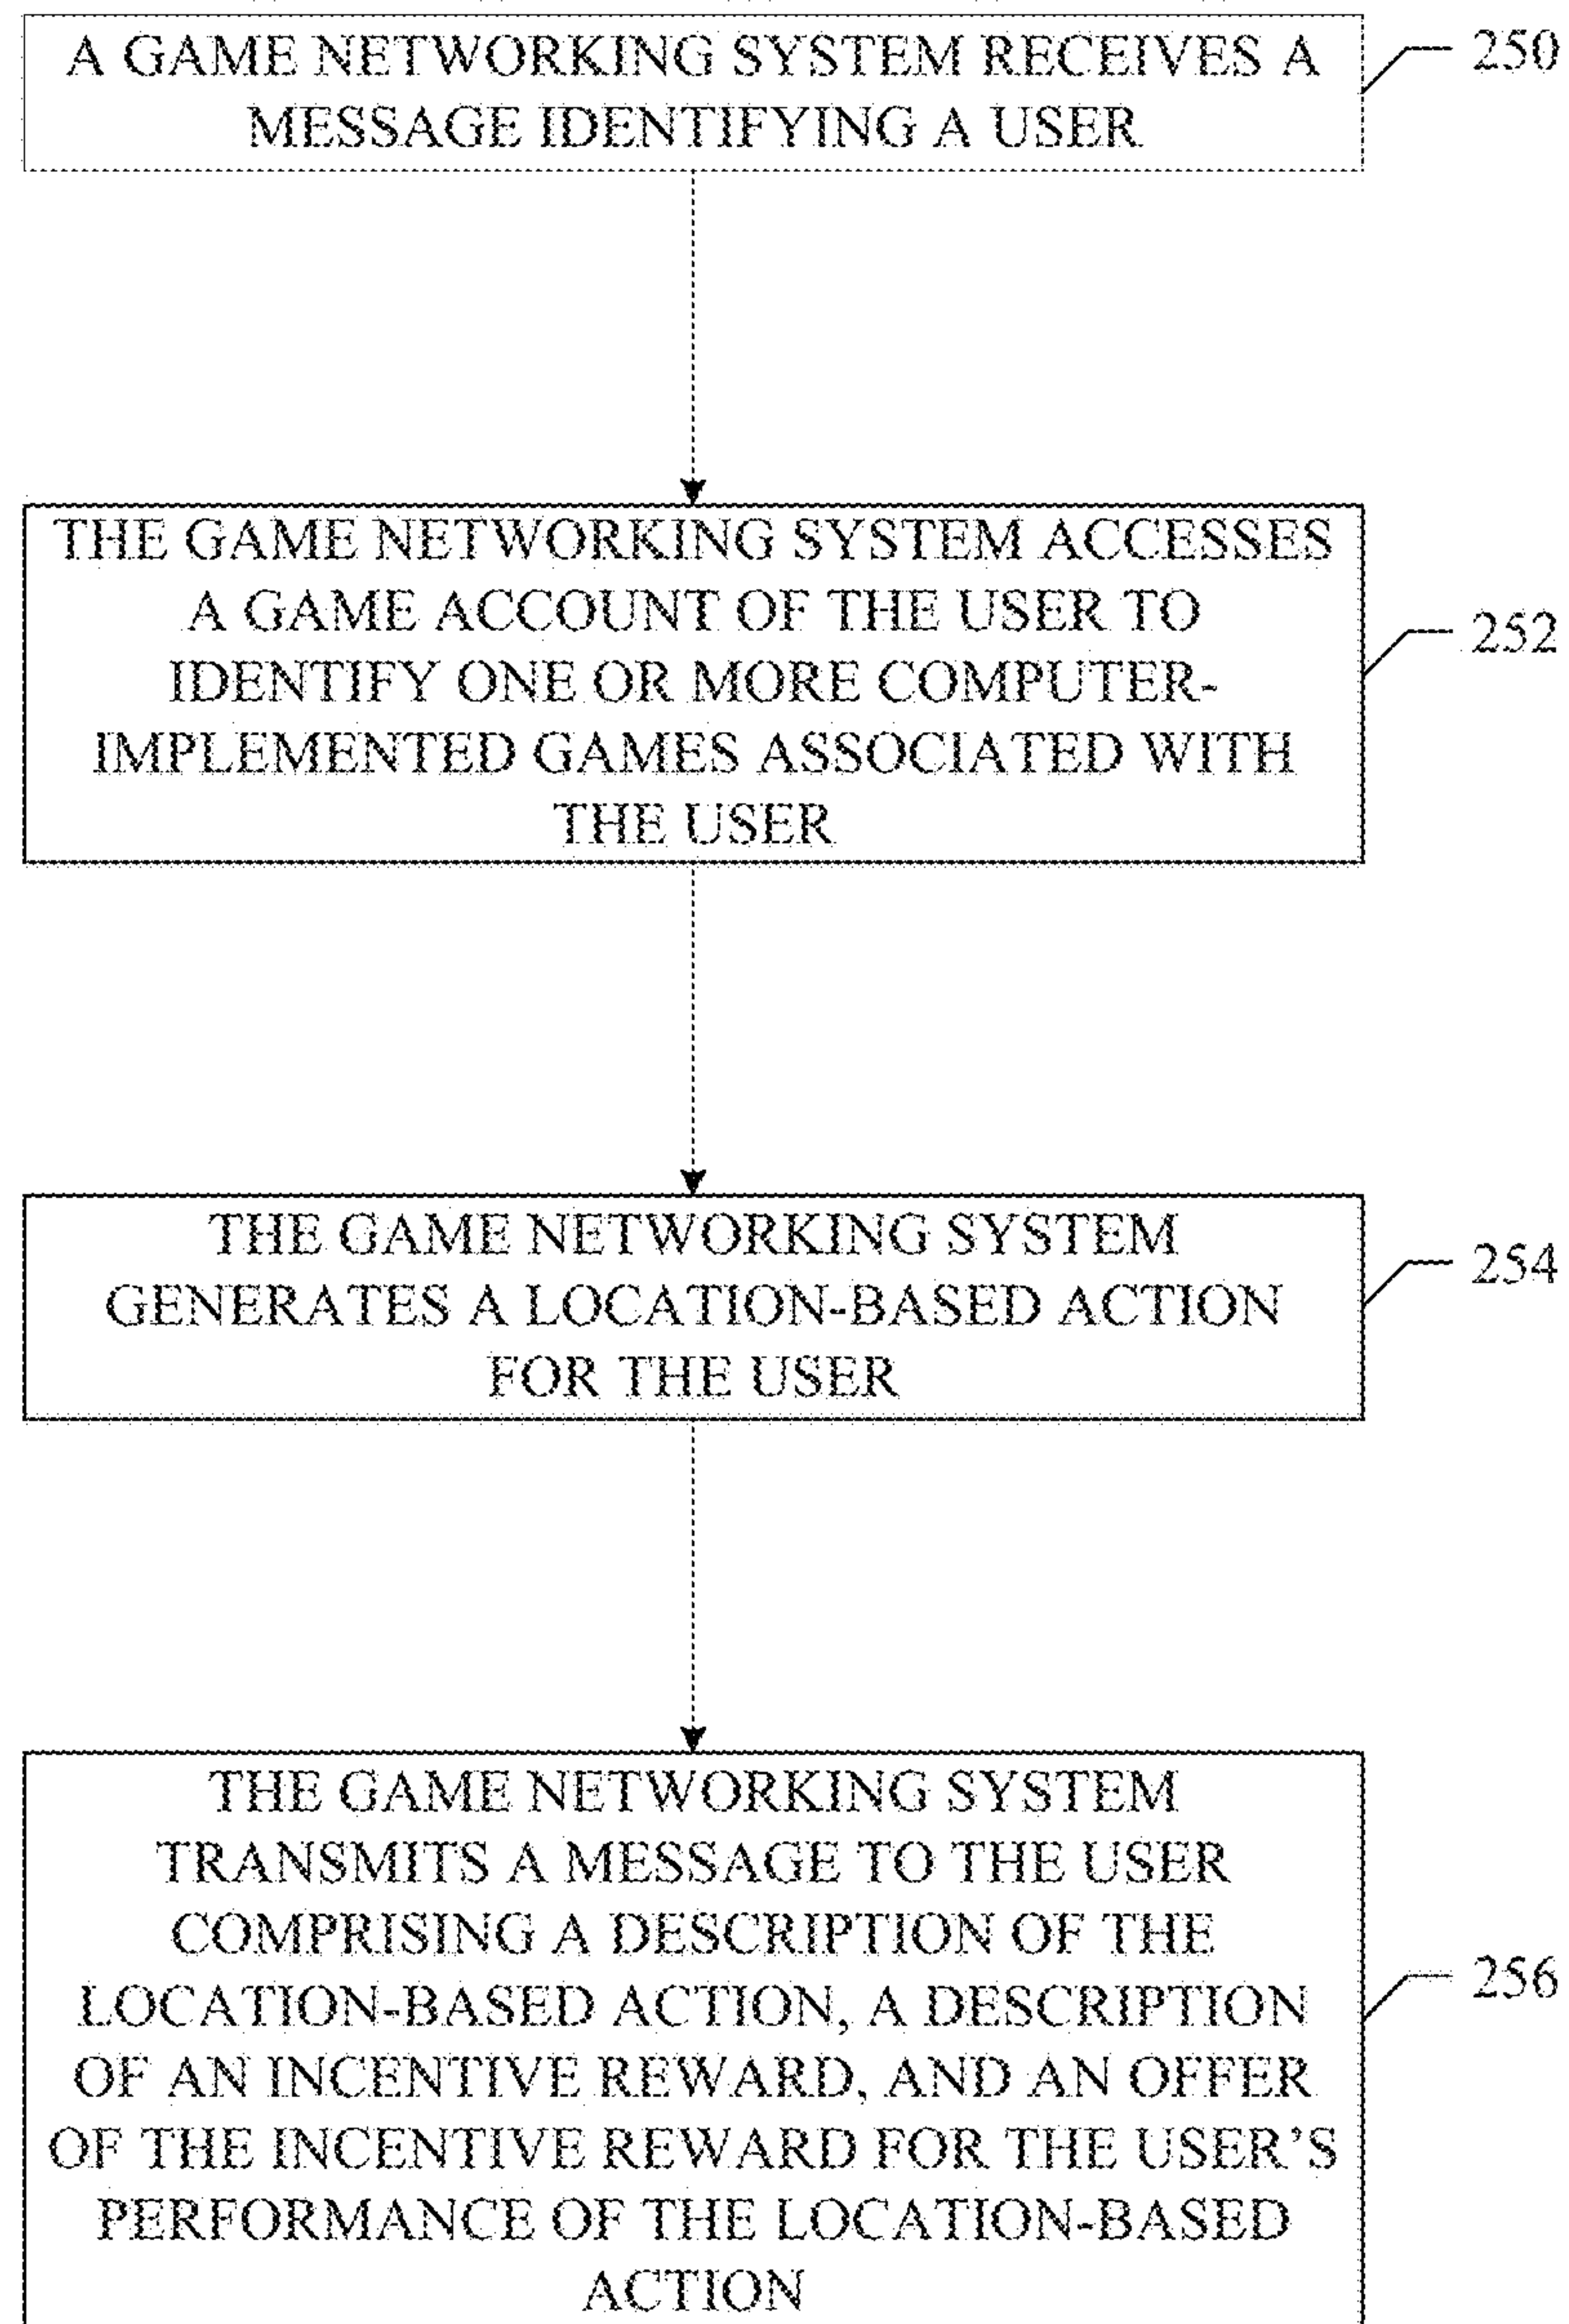 A GAME NETWORKING SYSTEM RECEIVES A
MESSAGE IDENTIFYING A USER
250
THE GAME NETWORKING SYSTEM ACCESSES
A GAME ACCOUNT OF THE USER TO
IDENTIFY ONE OR MORE COMPUTER-
IMPLEMENTED GAMES ASSOCIATED WITH
THE USER
252
THE GAME NETWORKING SYSTEM
GENERATES A LOCATION-BASED ACTION
FOR THE USER
254
THE GAME NETWORKING SYSTEM
TRANSMITS A MESSAGE TO THE USER
COMPRISING A DESCRIPTION OF THE
LOCATION-BASED ACTION, A DESCRIPTION
OF AN INCENTIVE REWARD, AND AN OFFER
OF THE INCENTIVE REWARD FOR THE USER'S
PERFORMANCE OF THE LOCATION-BASED
ACTION
256